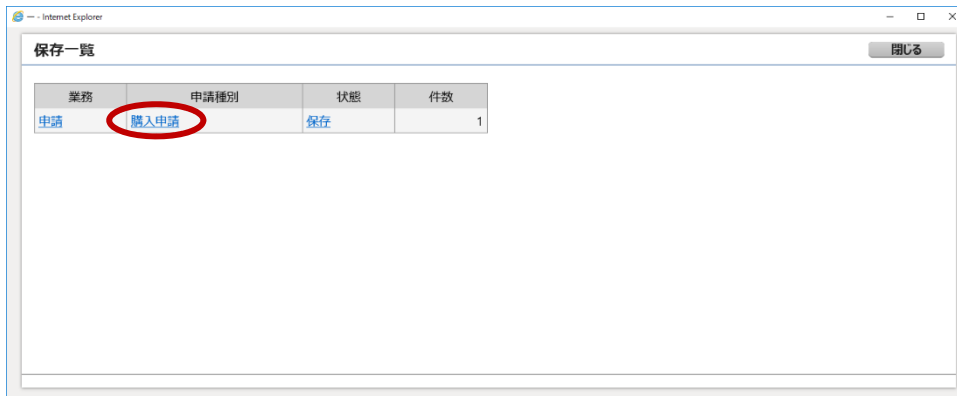 — - Internet Explorer
保存一覧 閉じる
業務 申請種別 状態 件数
申請 購入申請 保存 1